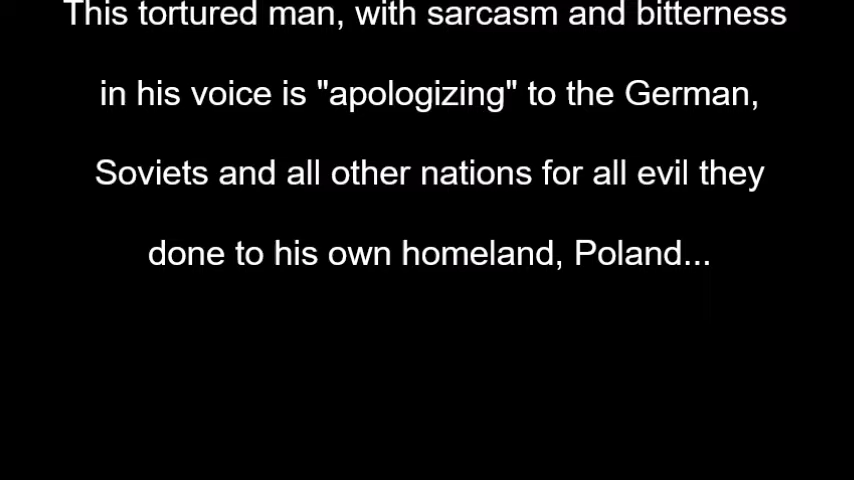 This tortured man, with sarcasm and bitterness
in his voice is "apologizing" to the German,
Soviets and all other nations for all evil they
done to his own homeland, Poland...